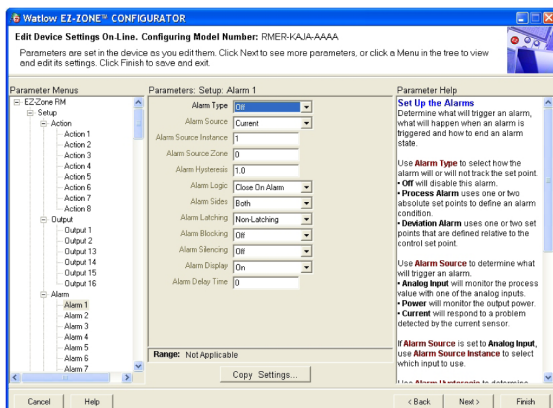 Watlow EZ-ZONE™ CONFIGURATOR
Edit Device Settings On-Line. Configuring Model Number: RMER-KAJA-AAAA
Parameters are set in the device as you edit them. Click Next to see more parameters, or click a Menu in the tree to view
and edit its settings. Click Finish to save and exit.
Parameter Menus
EZ-Zone RM
Setup
Action
Action 1
Action 2
Action 3
Action 4
Action 5
Action 6
Action 7
Action 8
Output
Output 1
Output 2
Output 13
Output 14
Output 15
Output 16
Alarm
Alarm 1
Alarm 2
Alarm 3
Alarm 4
Alarm 5
Alarm 6
Alarm 7
Parameters: Setup: Alarm 1
Alarm Type Off
Alarm Source Current
Alarm Source Instance 1
Alarm Source Zone 0
Alarm Hysteresis 1.0
Alarm Logic Close On Alarm
Alarm Sides Both
Alarm Latching Non-Latching
Alarm Blocking Off
Alarm Silencing Off
Alarm Display On
Alarm Delay Time 0
Range: Not Applicable
Copy Settings...
Parameter Help
Set Up the Alarms
Determine what will trigger an alarm,
what will happen when an alarm is
triggered and how to end an alarm
state.
Use Alarm Type to select how the
alarm will or will not track the set point.
• Off will disable this alarm.
• Process Alarm uses one or two
absolute set points to define an alarm
condition.
• Deviation Alarm uses one or two set
points that are defined relative to the
control set point.
Use Alarm Source to determine what
will trigger an alarm.
• Analog Input will monitor the process
value with one of the analog inputs.
• Power will monitor the output power.
• Current will respond to a problem
detected by the current sensor.
If Alarm Source is set to Analog Input,
use Alarm Source Instance to select
which input to use.
Use Alarm Hysteresis to determine
Cancel
Help
< Back
Next >
Finish